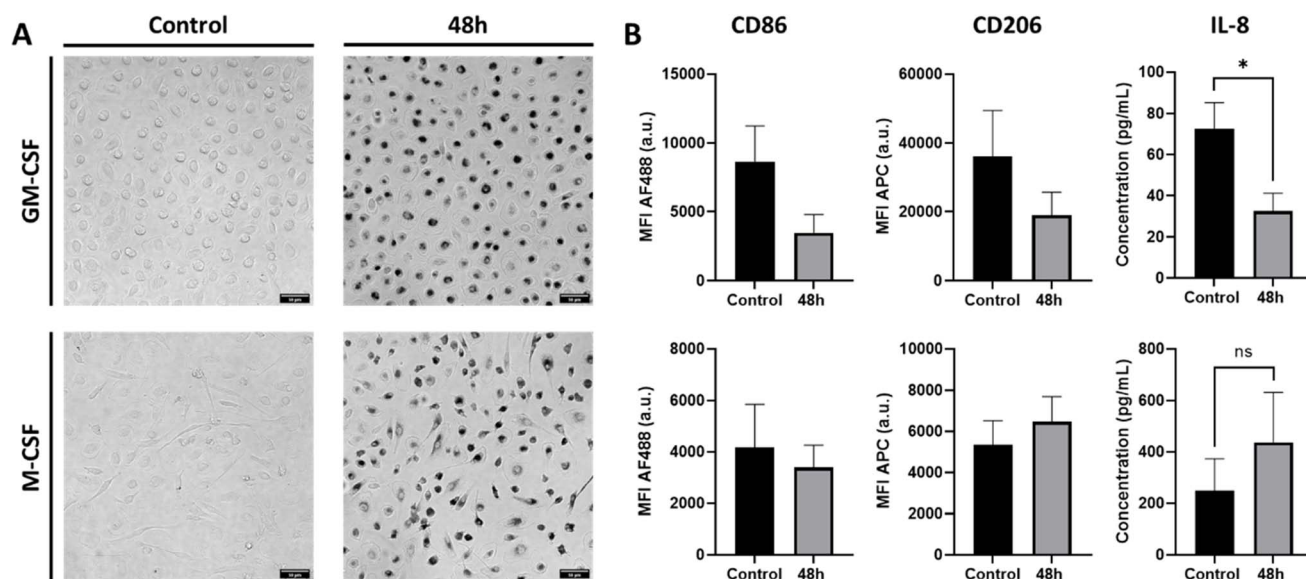 A
Control
48h
GM-CSF
M-CSF
B
CD86
CD206
IL-8
MFI AF488 (a.u.)
15000
10000
5000
0
Control 48h
MFI APC (a.u.)
60000
40000
20000
0
Control 48h
Concentration (pg/mL)
100
80
60
40
20
0
*
Control 48h
MFI AF488 (a.u.)
8000
6000
4000
2000
0
Control 48h
MFI APC (a.u.)
10000
8000
6000
4000
2000
0
Control 48h
Concentration (pg/mL)
800
600
400
200
0
ns
Control 48h